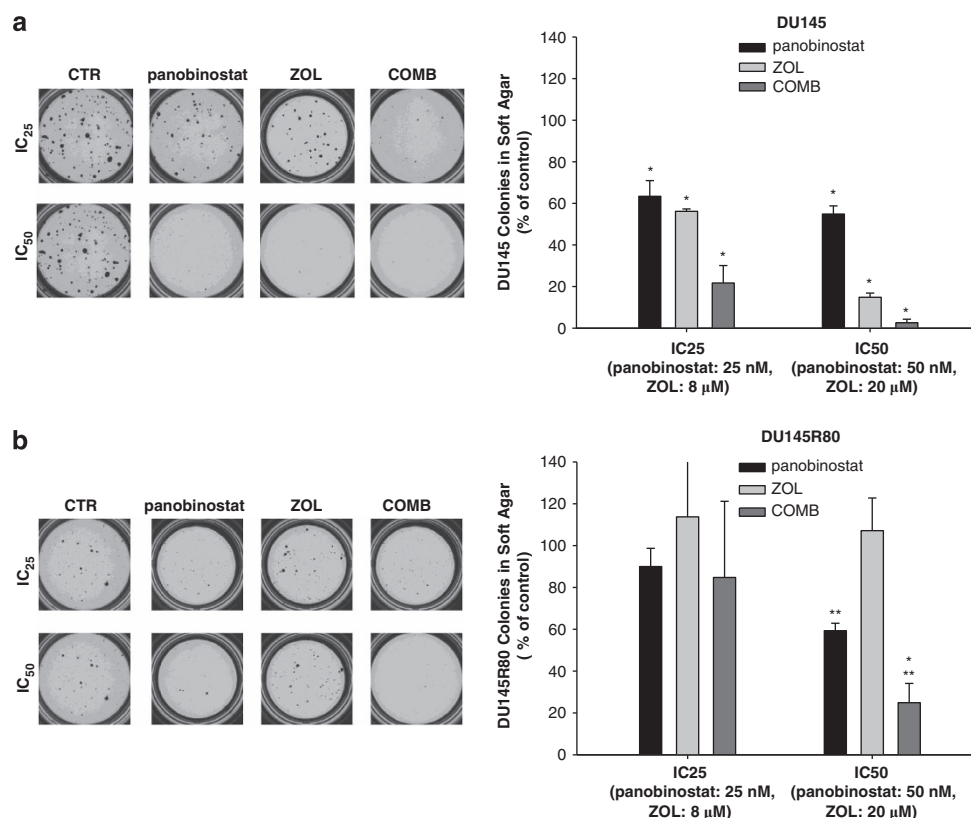 a
CTR panobinostat ZOL COMB
IC25
IC50
DU145
panobinostat
ZOL
COMB
DU145 Colonies in Soft Agar
(% of control)
140
120
100
80
60
40
20
0
* * * * * *
IC25
(panobinostat: 25 nM,
ZOL: 8 μM)
IC50
(panobinostat: 50 nM,
ZOL: 20 μM)
b
CTR panobinostat ZOL COMB
IC25
IC50
DU145R80
panobinostat
ZOL
COMB
DU145R80 Colonies in Soft Agar
( % of control)
140
120
100
80
60
40
20
0
**
*
**
IC25
(panobinostat: 25 nM,
ZOL: 8 μM)
IC50
(panobinostat: 50 nM,
ZOL: 20 μM)